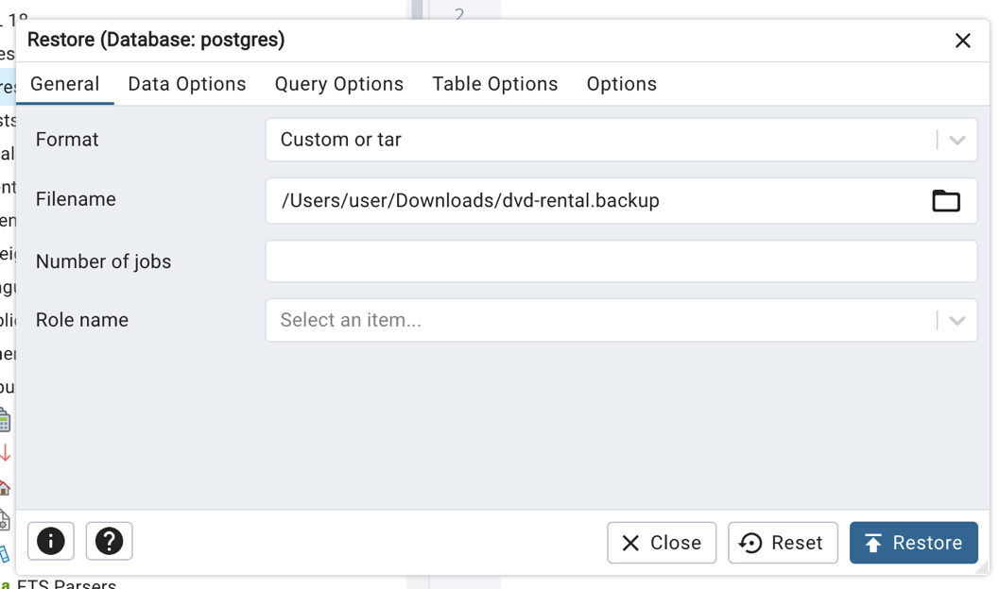 2
Restore (Database: postgres)
General Data Options Query Options Table Options Options
Format Custom or tar
Filename /Users/user/Downloads/dvd-rental.backup
Number of jobs
Role name Select an item...
Close Reset Restore
FTS Parsers